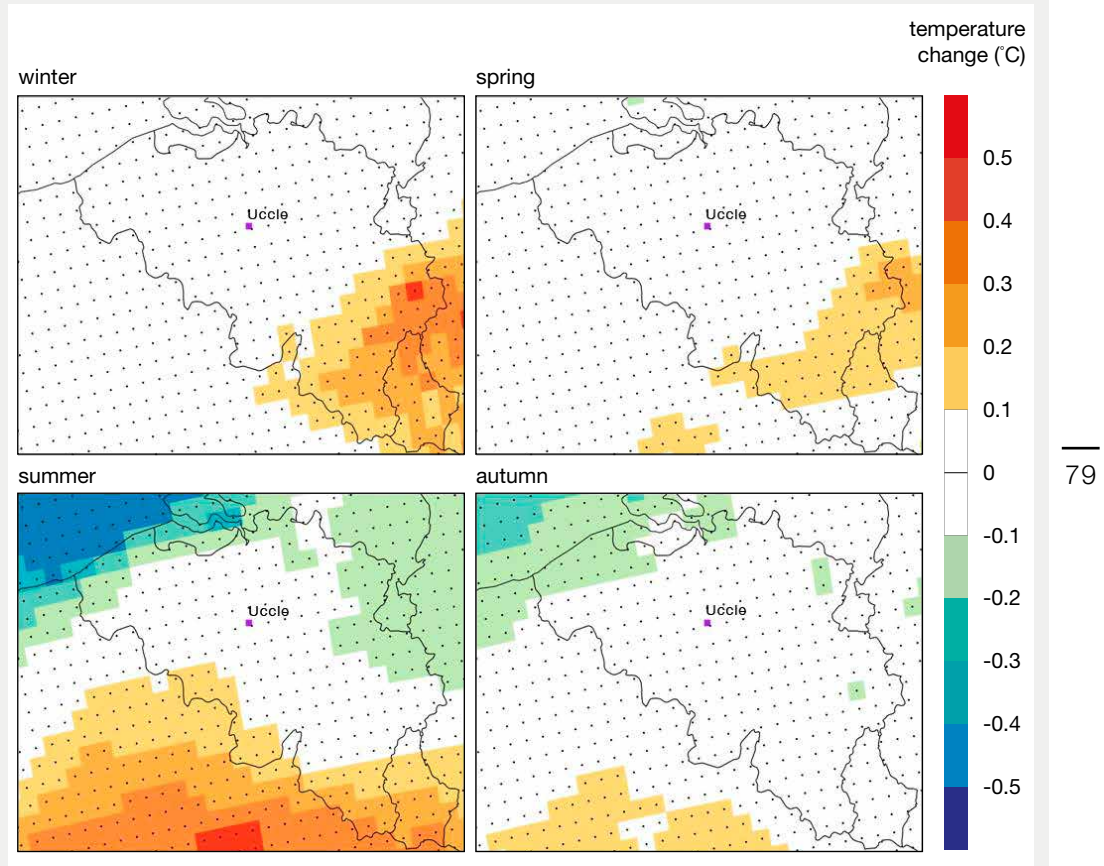 temperature
change (°C)
winter
spring
Uccle
Uccle
0.5
0.4
0.3
0.2
0.1
0
-0.1
-0.2
-0.3
-0.4
-0.5
summer
autumn
Uccle
Uccle
79